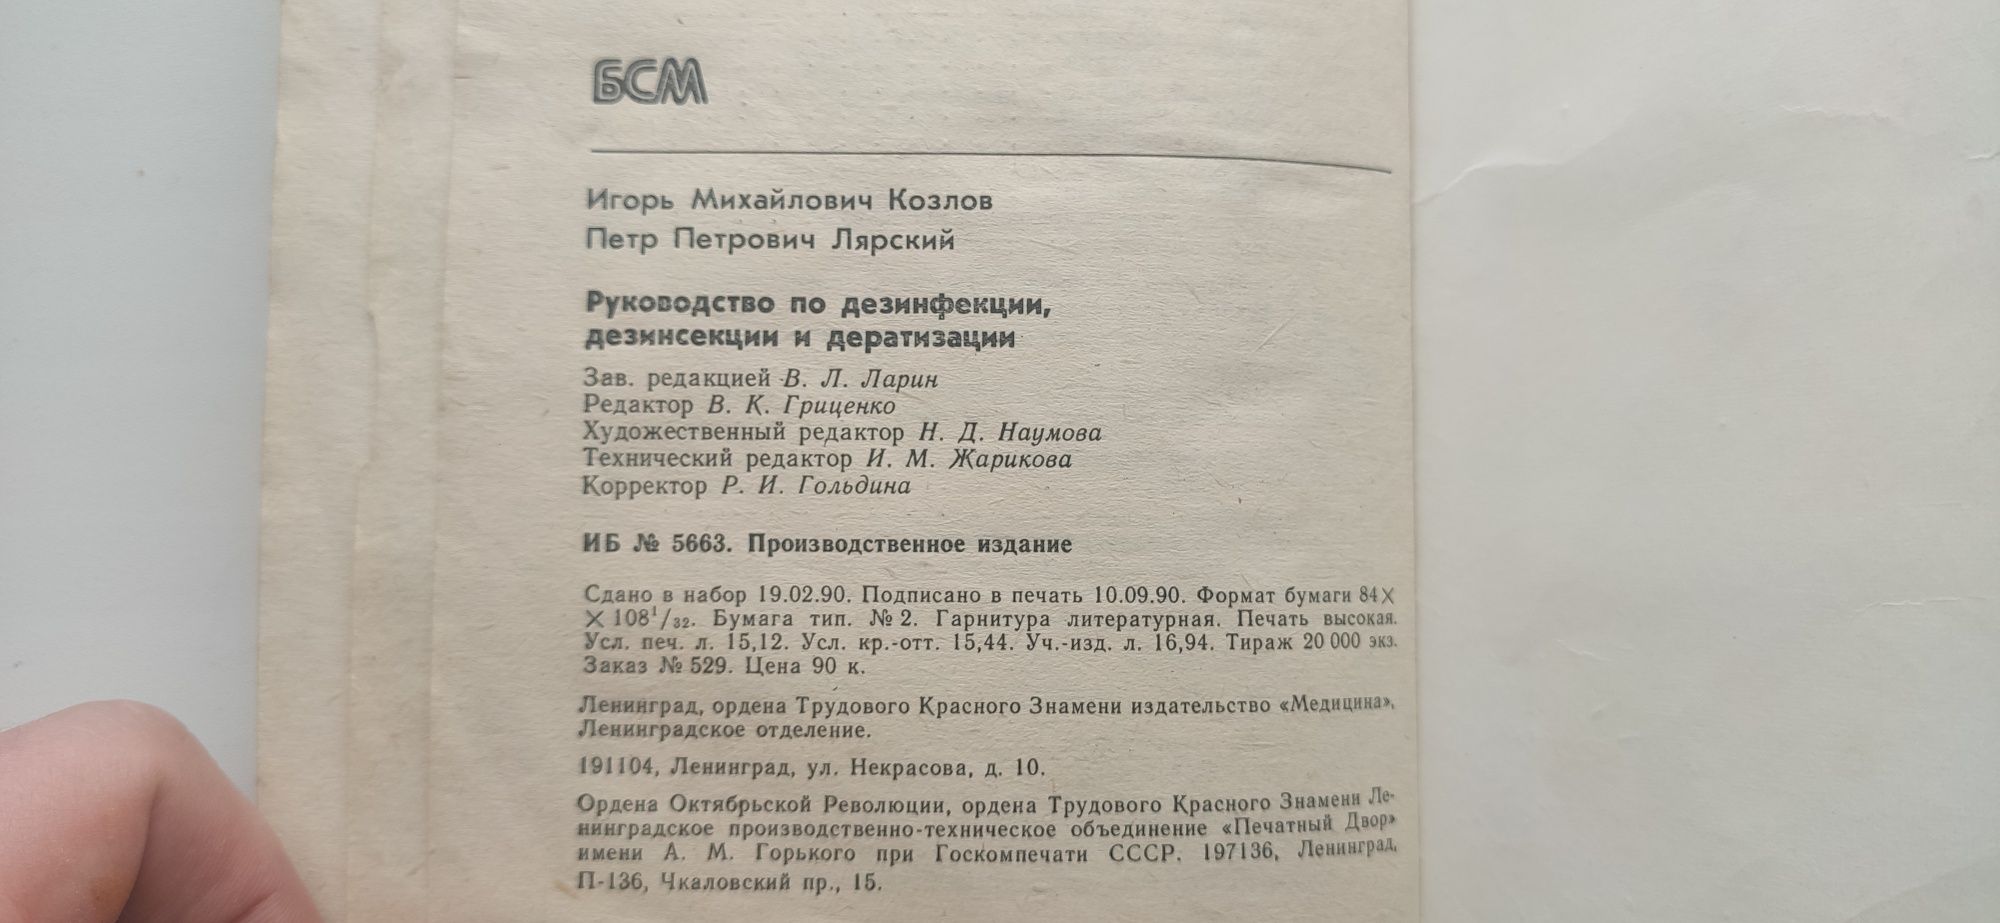 БСМ
Игорь Михайлович Козлов
Петр Петрович Лярский
Руководство по дезинфекции,
дезинсекции и дератизации
Зав. редакцией В. Л. Ларин
Редактор В. К. Гриценко
Художественный редактор Н. Д. Наумова
Технический редактор И. М. Жарикова
Корректор Р. И. Гольдина
ИБ № 5663. Производственное издание
Сдано в набор 19.02.90. Подписано в печать 10.09.90. Формат бумаги 84×
×108¹/₃₂. Бумага тип. № 2. Гарнитура литературная. Печать высокая.
Усл. печ. л. 15,12. Усл. кр.-отт. 15,44. Уч.-изд. л. 16,94. Тираж 20 000 экз.
Заказ № 529. Цена 90 к.
Ленинград, ордена Трудового Красного Знамени издательство «Медицина»,
Ленинградское отделение.
191104, Ленинград, ул. Некрасова, д. 10.
Ордена Октябрьской Революции, ордена Трудового Красного Знамени Ле-
нинградское производственно-техническое объединение «Печатный Двор»
имени А. М. Горького при Госкомпечати СССР. 197136, Ленинград,
П-136, Чкаловский пр., 15.